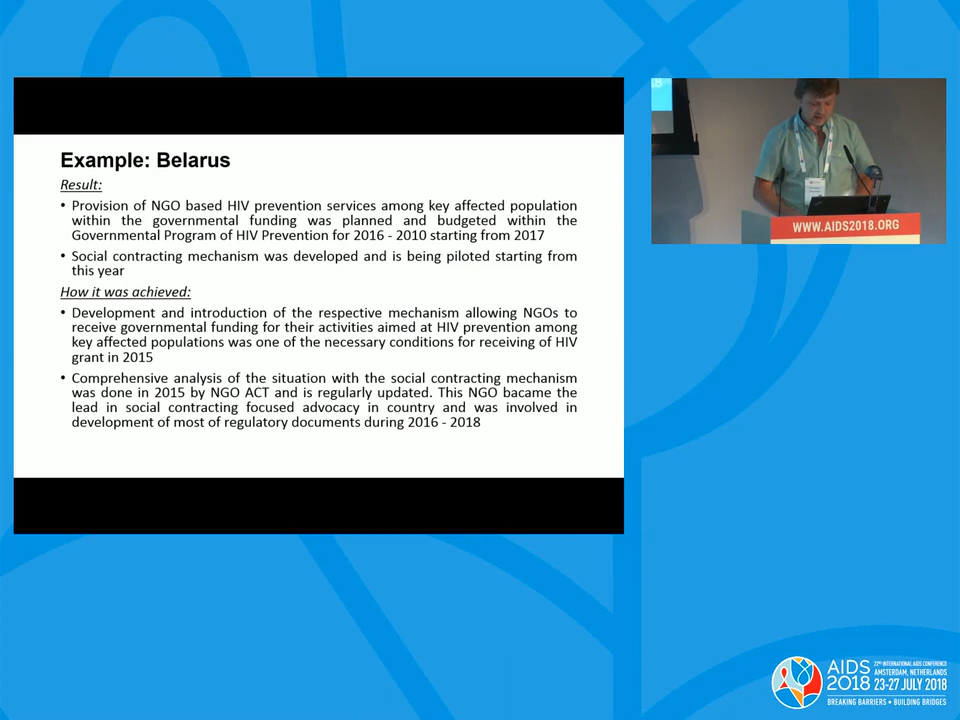 Example: Belarus
Result:
• Provision of NGO based HIV prevention services among key affected population
within the governmental funding was planned and budgeted within the
Governmental Program of HIV Prevention for 2016 - 2010 starting from 2017
• Social contracting mechanism was developed and is being piloted starting from
this year
How it was achieved:
• Development and introduction of the respective mechanism allowing NGOs to
receive governmental funding for their activities aimed at HIV prevention among
key affected populations was one of the necessary conditions for receiving of HIV
grant in 2015
• Comprehensive analysis of the situation with the social contracting mechanism
was done in 2015 by NGO ACT and is regularly updated. This NGO bacame the
lead in social contracting focused advocacy in country and was involved in
development of most of regulatory documents during 2016 - 2018
WWW.AIDS2018.ORG
AIDS
2018
22ND INTERNATIONAL AIDS CONFERENCE
AMSTERDAM, NETHERLANDS
23-27 JULY 2018
BREAKING BARRIERS • BUILDING BRIDGES